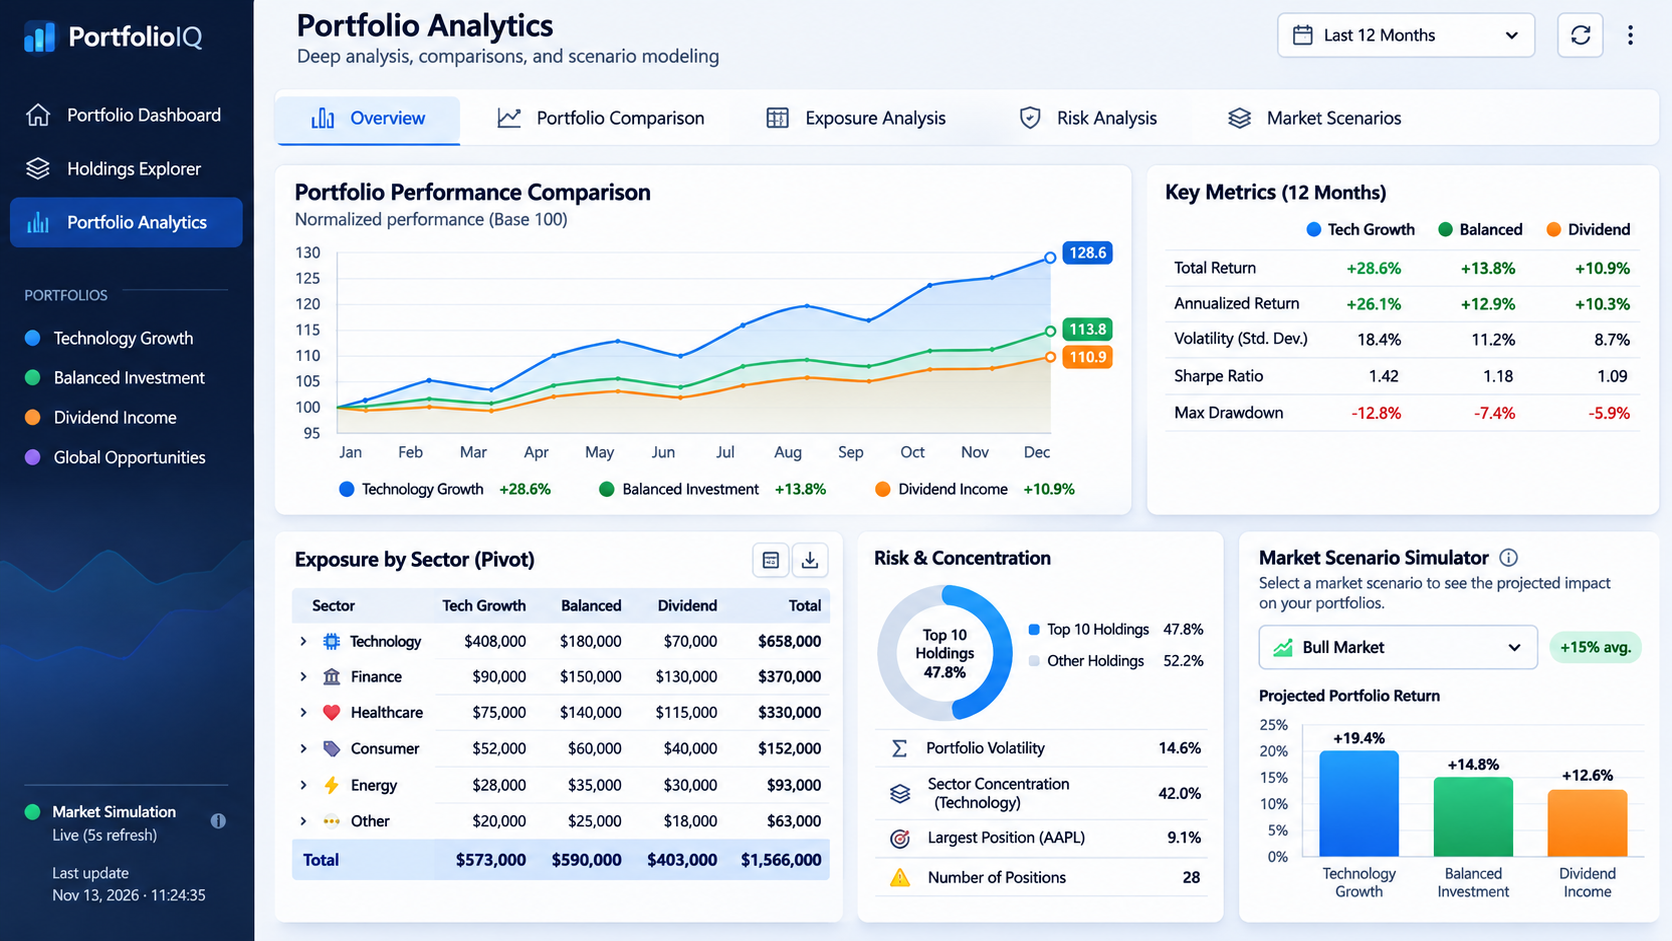 PortfolioIQ
Portfolio Dashboard
Holdings Explorer
Portfolio Analytics
PORTFOLIOS
Technology Growth
Balanced Investment
Dividend Income
Global Opportunities
Market Simulation
Live (5s refresh)
Last update
Nov 13, 2026 · 11:24:35
Portfolio Analytics
Deep analysis, comparisons, and scenario modeling
Last 12 Months
Overview
Portfolio Comparison
Exposure Analysis
Risk Analysis
Market Scenarios
Portfolio Performance Comparison
Normalized performance (Base 100)
130
125
120
115
110
105
100
95
128.6
113.8
110.9
Jan Feb Mar Apr May Jun Jul Aug Sep Oct Nov Dec
Technology Growth +28.6% Balanced Investment +13.8% Dividend Income +10.9%
Key Metrics (12 Months)
Tech Growth Balanced Dividend
Total Return +28.6% +13.8% +10.9%
Annualized Return +26.1% +12.9% +10.3%
Volatility (Std. Dev.) 18.4% 11.2% 8.7%
Sharpe Ratio 1.42 1.18 1.09
Max Drawdown -12.8% -7.4% -5.9%
Exposure by Sector (Pivot)
Sector Tech Growth Balanced Dividend Total
Technology $408,000 $180,000 $70,000 $658,000
Finance $90,000 $150,000 $130,000 $370,000
Healthcare $75,000 $140,000 $115,000 $330,000
Consumer $52,000 $60,000 $40,000 $152,000
Energy $28,000 $35,000 $30,000 $93,000
Other $20,000 $25,000 $18,000 $63,000
Total $573,000 $590,000 $403,000 $1,566,000
Risk & Concentration
Top 10
Holdings
47.8%
Top 10 Holdings 47.8%
Other Holdings 52.2%
Portfolio Volatility 14.6%
Sector Concentration
(Technology) 42.0%
Largest Position (AAPL) 9.1%
Number of Positions 28
Market Scenario Simulator
Select a market scenario to see the projected impact
on your portfolios.
Bull Market +15% avg.
Projected Portfolio Return
25%
20%
15%
10%
5%
0%
+19.4%
+14.8%
+12.6%
Technology
Growth
Balanced
Investment
Dividend
Income